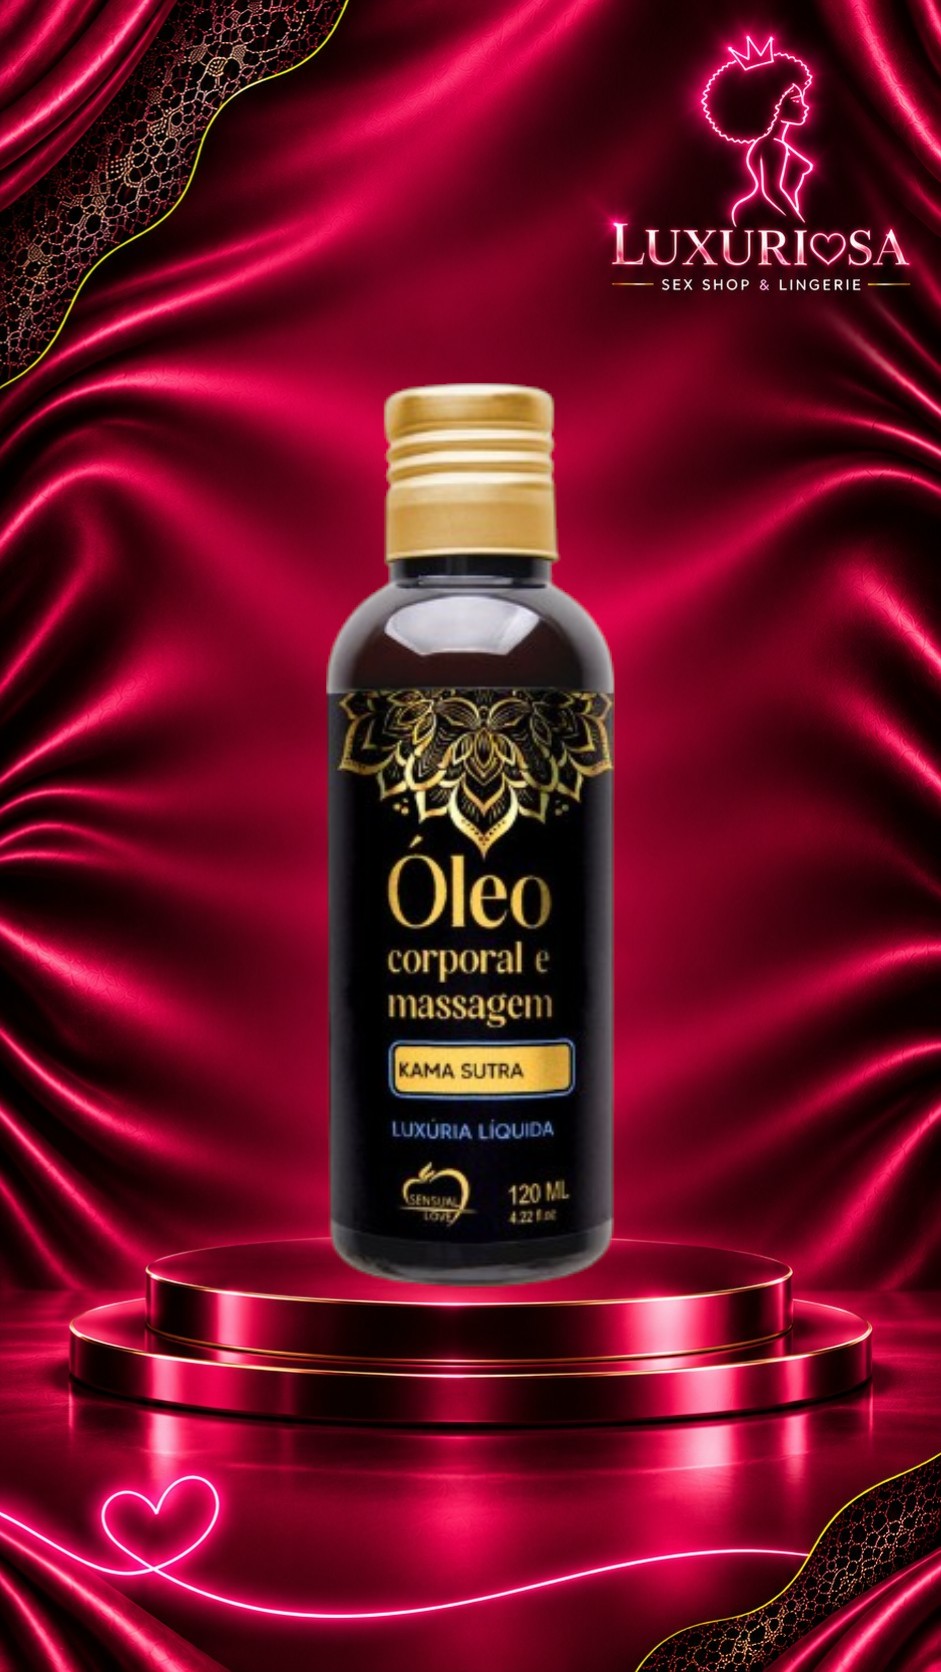 LUXURIOSA
SEX SHOP & LINGERIE
Óleo
corporal e
massagem
KAMA SUTRA
LUXÚRIA LÍQUIDA
SENSUAL
LOVE
120 ML
4.22 fl.oz